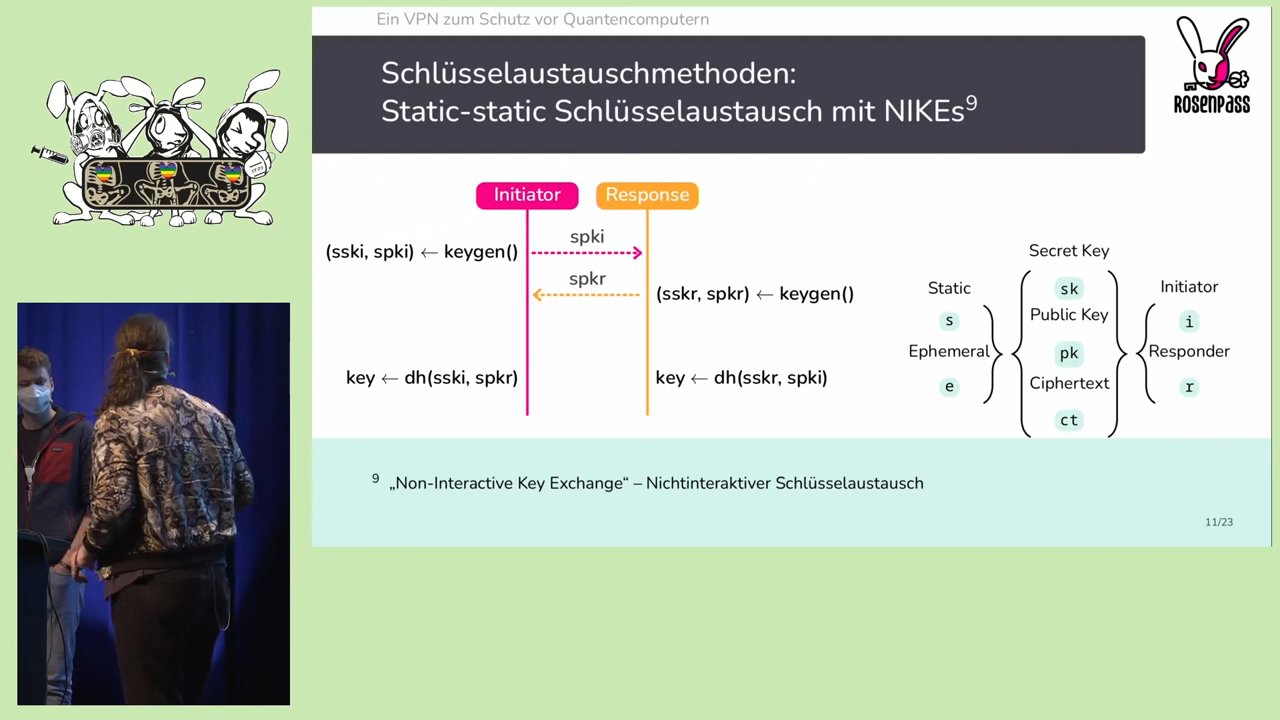 Ein VPN zum Schutz vor Quantencomputern
Schlüsselaustauschmethoden:
Static-static Schlüsselaustausch mit NIKEs⁹
ROSENPASS
Initiator
Response
(sski, spki) ← keygen()
spki
spkr
(sskr, spkr) ← keygen()
key ← dh(sski, spkr)
key ← dh(sskr, spki)
Static
s
Ephemeral
e
Secret Key
sk
Public Key
pk
Ciphertext
ct
Initiator
i
Responder
r
⁹ „Non-Interactive Key Exchange“ – Nichtinteraktiver Schlüsselaustausch
11/23